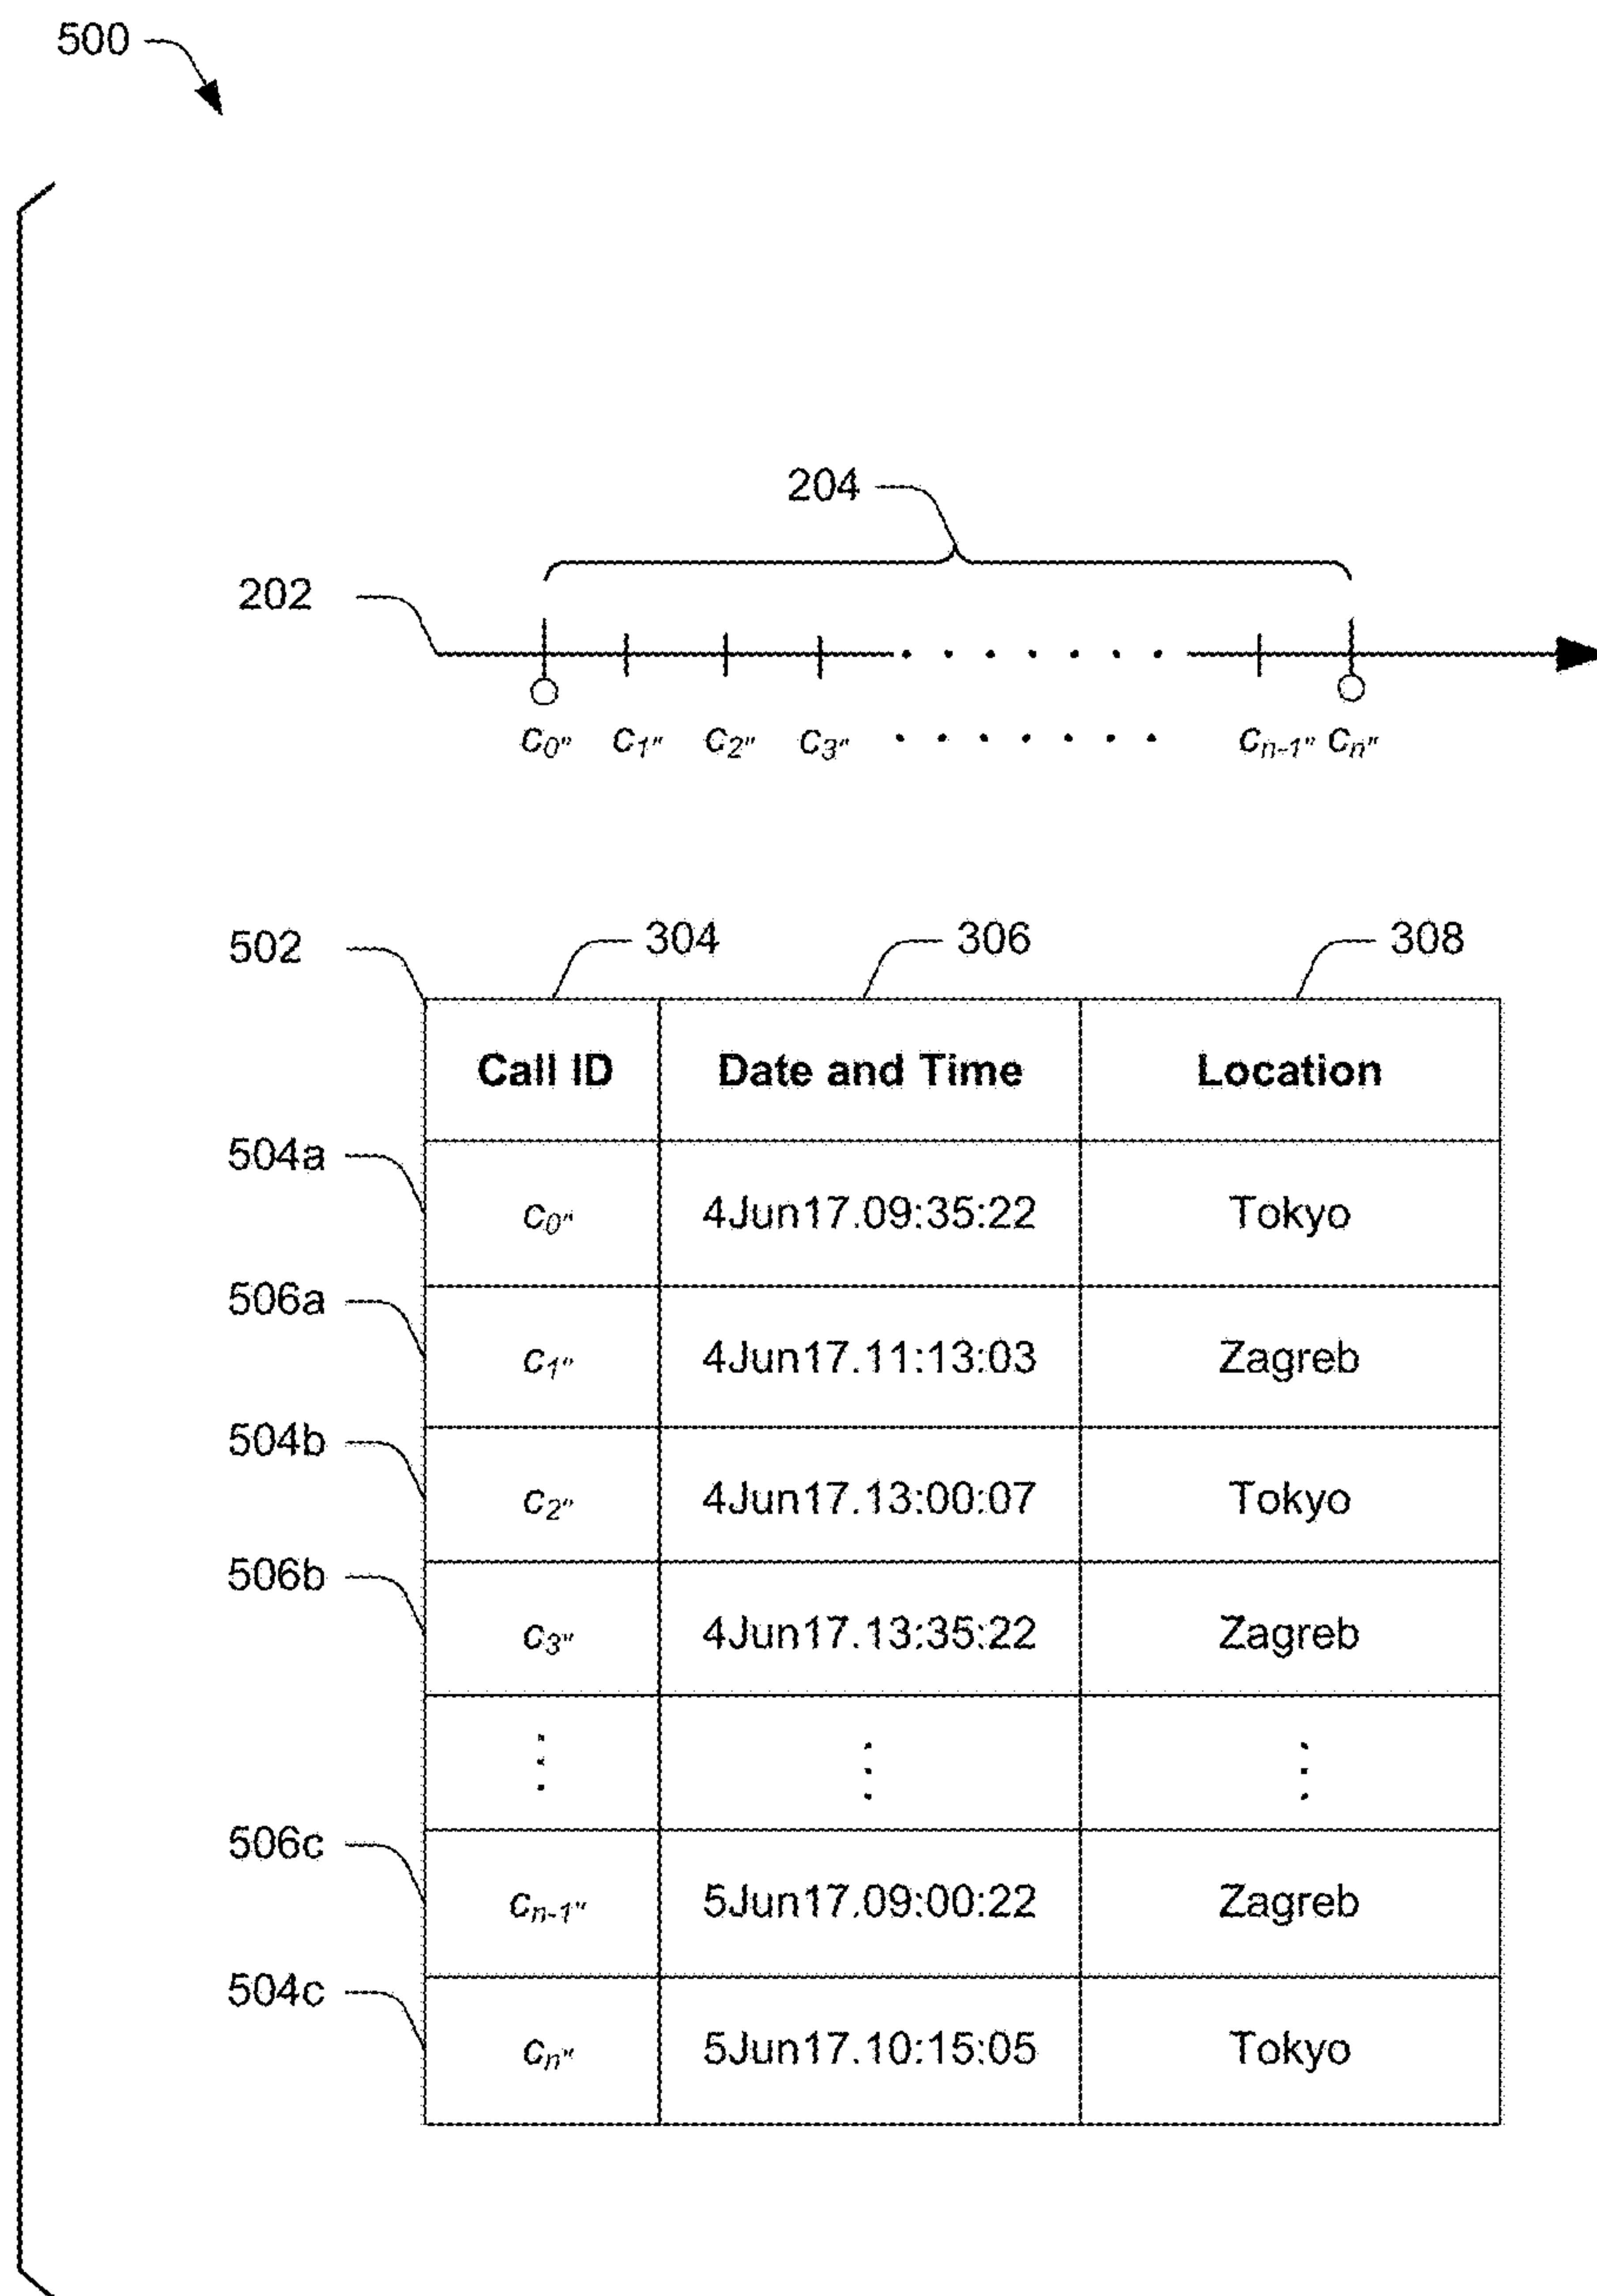 500
204
202
c0" c1" c2" c3" . . . . . . . cn-1" cn"
502 304 306 308
Call ID Date and Time Location
504a
c0" 4Jun17.09:35:22 Tokyo
506a
c1" 4Jun17.11:13:03 Zagreb
504b
c2" 4Jun17.13:00:07 Tokyo
506b
c3" 4Jun17.13:35:22 Zagreb
⋮ ⋮ ⋮
506c
cn-1" 5Jun17.09:00:22 Zagreb
504c
cn" 5Jun17.10:15:05 Tokyo